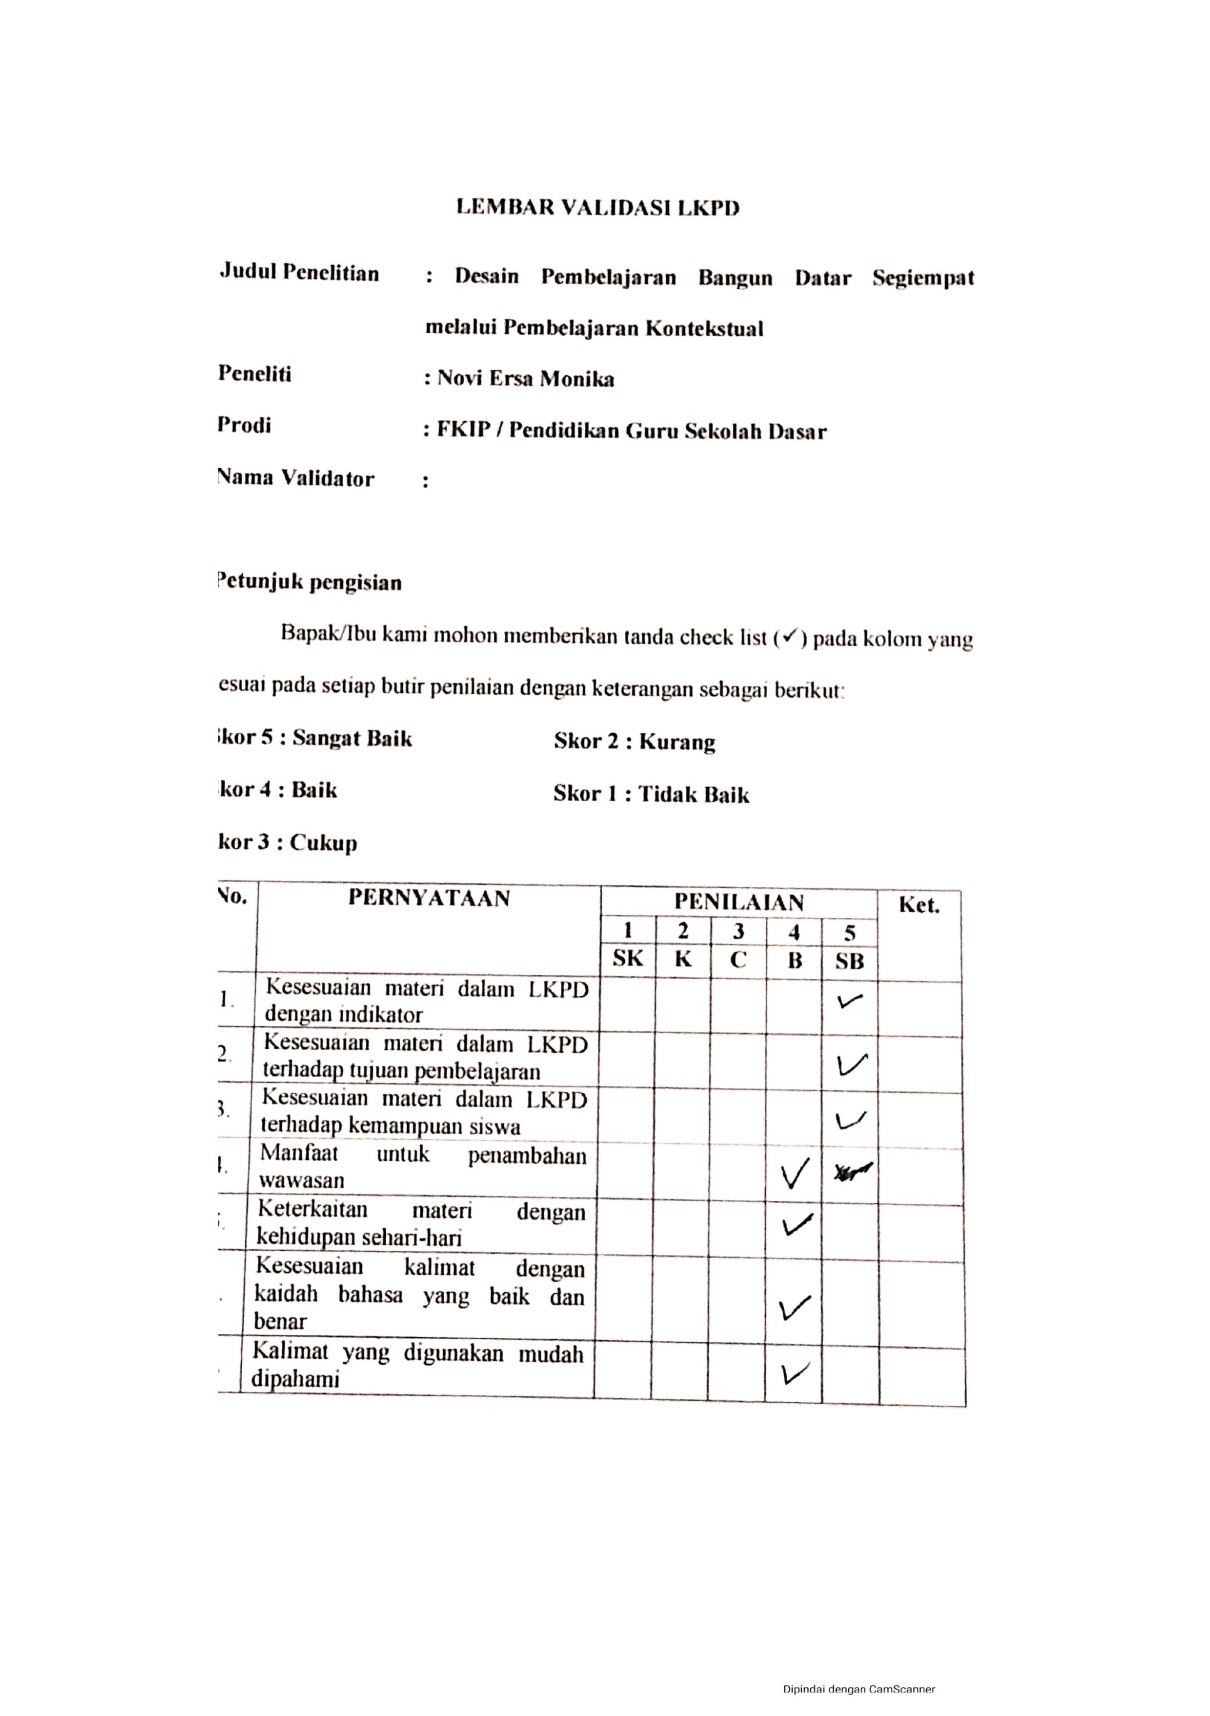 LEMBAR VALIDASI LKPD
Judul Penelitian : Desain Pembelajaran Bangun Datar Segiempat
melalui Pembelajaran Kontekstual
Peneliti : Novi Ersa Monika
Prodi : FKIP / Pendidikan Guru Sekolah Dasar
Nama Validator :
Petunjuk pengisian
Bapak/Ibu kami mohon memberikan tanda check list (✓) pada kolom yang
esuai pada setiap butir penilaian dengan keterangan sebagai berikut:
kor 5 : Sangat Baik Skor 2 : Kurang
kor 4 : Baik Skor 1 : Tidak Baik
kor 3 : Cukup
No. PERNYATAAN PENILAIAN Ket.
1 2 3 4 5
SK K C B SB
1. Kesesuaian materi dalam LKPD ✓
dengan indikator
2. Kesesuaian materi dalam LKPD ✓
terhadap tujuan pembelajaran
3. Kesesuaian materi dalam LKPD ✓
terhadap kemampuan siswa
Manfaat untuk penambahan ✓
wawasan
Keterkaitan materi dengan ✓
kehidupan sehari-hari
Kesesuaian kalimat dengan
kaidah bahasa yang baik dan ✓
benar
Kalimat yang digunakan mudah ✓
dipahami
Dipindai dengan CamScanner